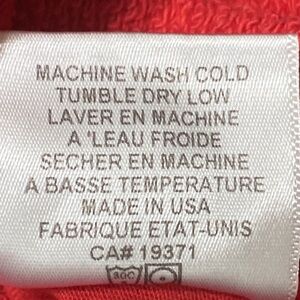 MACHINE WASH COLD
TUMBLE DRY LOW
LAVER EN MACHINE
A 'LEAU FROIDE
SECHER EN MACHINE
A BASSE TEMPERATURE
MADE IN USA
FABRIQUE ETAT-UNIS
CA# 19371